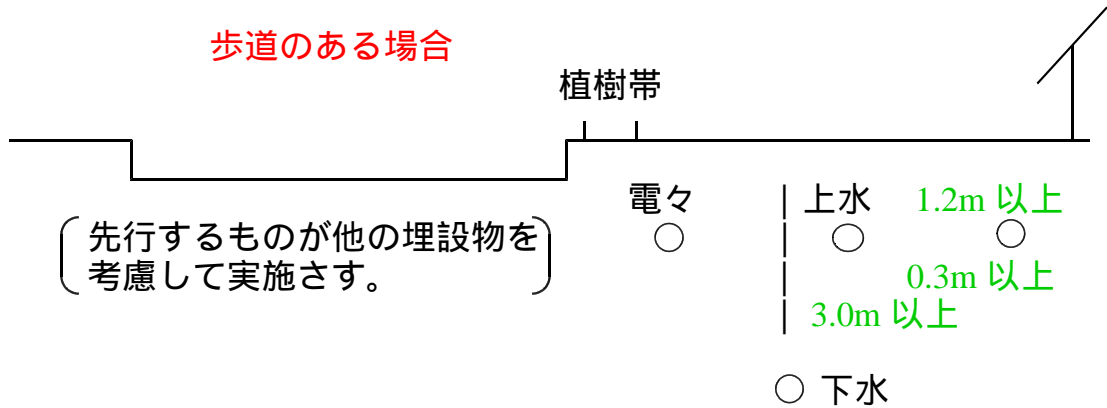 歩道のある場合
植樹帯
電々
上水
1.2m 以上
先行するものが他の埋設物を
考慮して実施さす。
0.3m 以上
3.0m 以上
下水